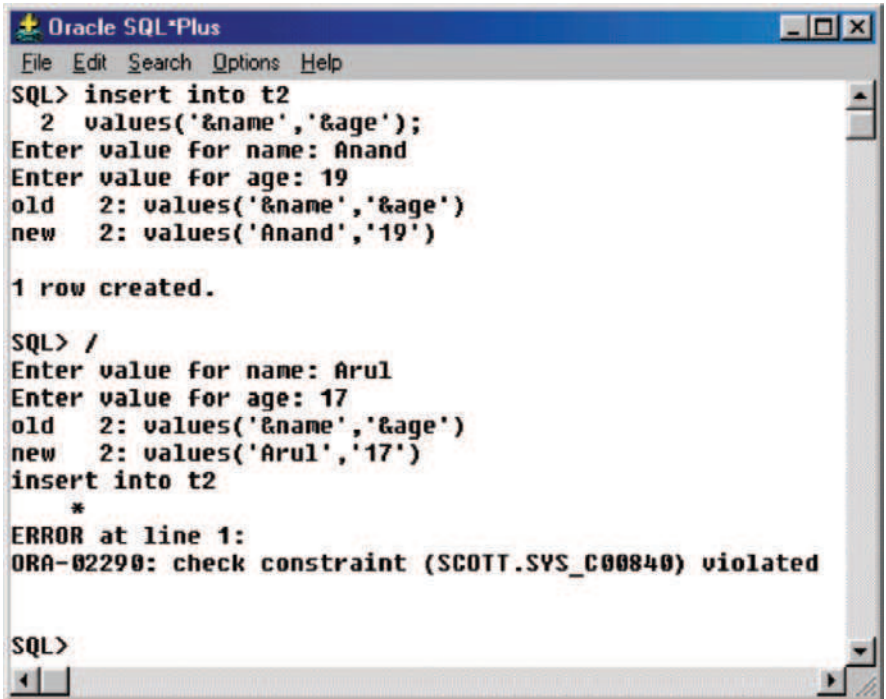 Oracle SQL*Plus
File Edit Search Options Help
SQL> insert into t2
2 values('&name','&age');
Enter value for name: Anand
Enter value for age: 19
old 2: values('&name','&age')
new 2: values('Anand','19')
1 row created.
SQL> /
Enter value for name: Arul
Enter value for age: 17
old 2: values('&name','&age')
new 2: values('Arul','17')
insert into t2
*
ERROR at line 1:
ORA-02290: check constraint (SCOTT.SYS_C00840) violated
SQL>